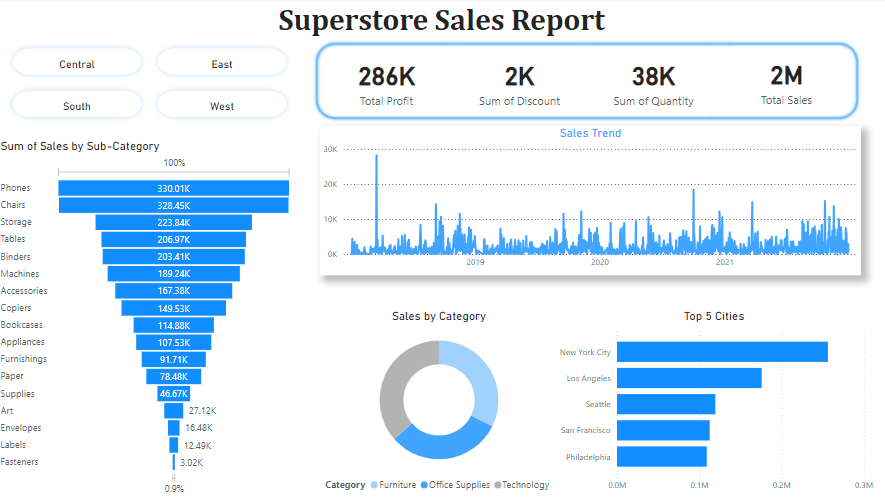 Superstore Sales Report
Central
East
South
West
286K
Total Profit
2K
Sum of Discount
38K
Sum of Quantity
2M
Total Sales
Sum of Sales by Sub-Category
100%
Phones 330.01K
Chairs 328.45K
Storage 223.84K
Tables 206.97K
Binders 203.41K
Machines 189.24K
Accessories 167.38K
Copiers 149.53K
Bookcases 114.88K
Appliances 107.53K
Furnishings 91.71K
Paper 78.48K
Supplies 46.67K
Art 27.12K
Envelopes 16.48K
Labels 12.49K
Fasteners 3.02K
0.9%
Sales Trend
30K
20K
10K
0K
2019 2020 2021
Sales by Category
Category Furniture Office Supplies Technology
Top 5 Cities
New York City
Los Angeles
Seattle
San Francisco
Philadelphia
0.0M 0.1M 0.2M 0.3M